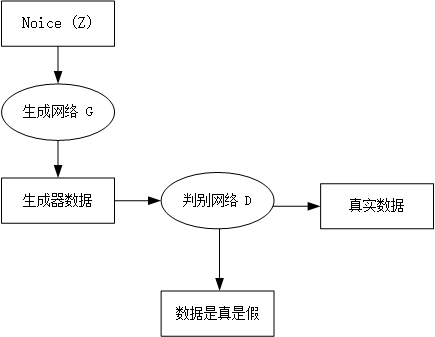 Noice (Z)
生成网络 G
生成器数据
判别网络 D
真实数据
数据是真是假